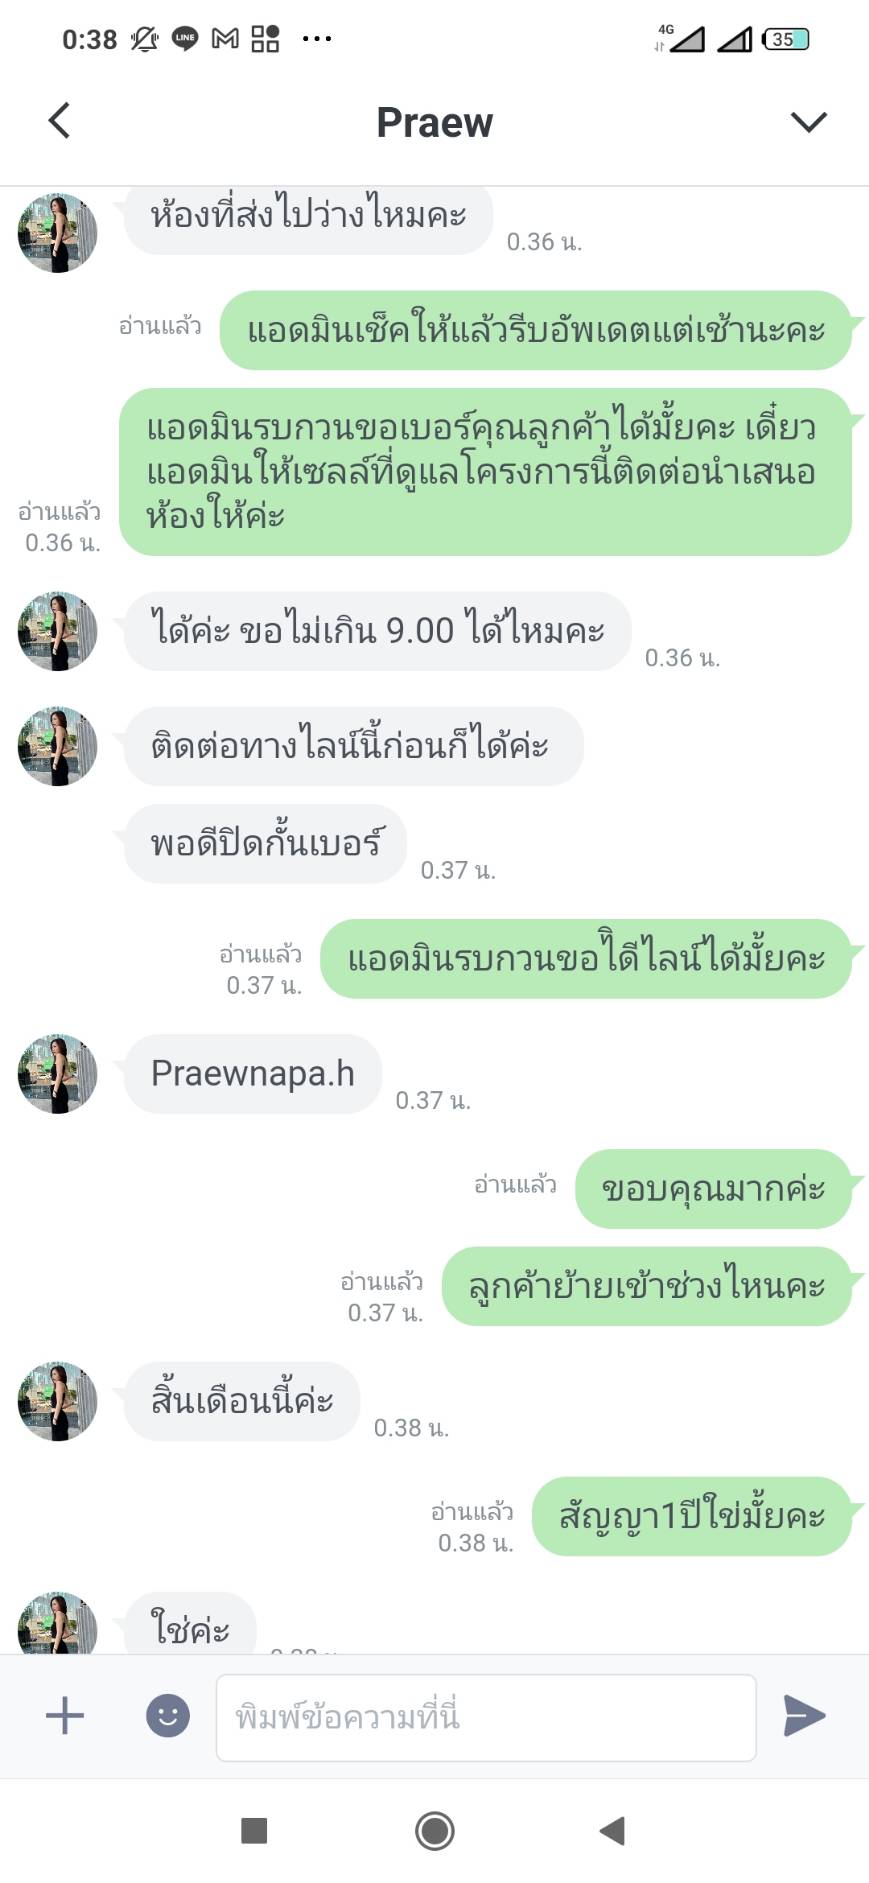 0:38 LINE 4G 35
Praew
ห้องที่ส่งไปว่างไหมคะ
0.36 น.
อ่านแล้ว
แอดมินเช็คให้แล้วรีบอัพเดตแต่เช้านะคะ
แอดมินรบกวนขอเบอร์คุณลูกค้าได้มั้ยคะ เดี๋ยว
แอดมินให้เซลล์ที่ดูแลโครงการนี้ติดต่อนำเสนอ
ห้องให้ค่ะ
อ่านแล้ว
0.36 น.
ได้ค่ะ ขอไม่เกิน 9.00 ได้ไหมคะ
0.36 น.
ติดต่อทางไลน์นี้ก่อนก็ได้ค่ะ
พอดีปิดกั้นเบอร์
0.37 น.
อ่านแล้ว
0.37 น.
แอดมินรบกวนขอไิดีไลน์ได้มั้ยคะ
Praewnapa.h
0.37 น.
อ่านแล้ว
ขอบคุณมากค่ะ
อ่านแล้ว
0.37 น.
ลูกค้าย้ายเข้าช่วงไหนคะ
สิ้นเดือนนี้ค่ะ
0.38 น.
อ่านแล้ว
0.38 น.
สัญญา1ปีใข่มั้ยคะ
ใช่ค่ะ
พิมพ์ข้อความที่นี่